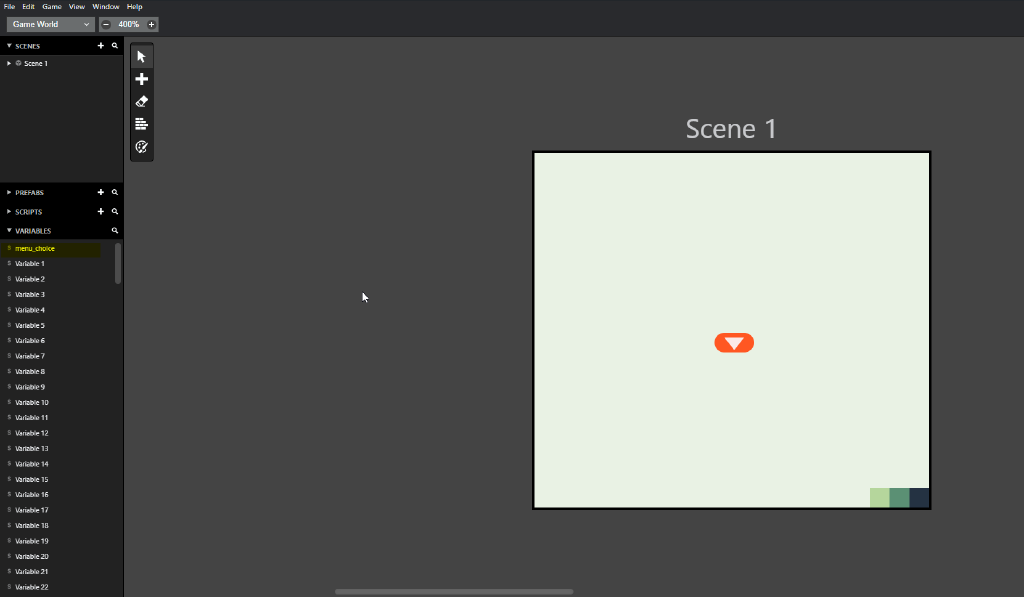 File Edit Game View Window Help
Game World 400%
SCENES
Scene 1
PREFABS
SCRIPTS
VARIABLES
$ menu_choice
$ Variable 1
$ Variable 2
$ Variable 3
$ Variable 4
$ Variable 5
$ Variable 6
$ Variable 7
$ Variable 8
$ Variable 9
$ Variable 10
$ Variable 11
$ Variable 12
$ Variable 13
$ Variable 14
$ Variable 15
$ Variable 16
$ Variable 17
$ Variable 18
$ Variable 19
$ Variable 20
$ Variable 21
$ Variable 22
Scene 1